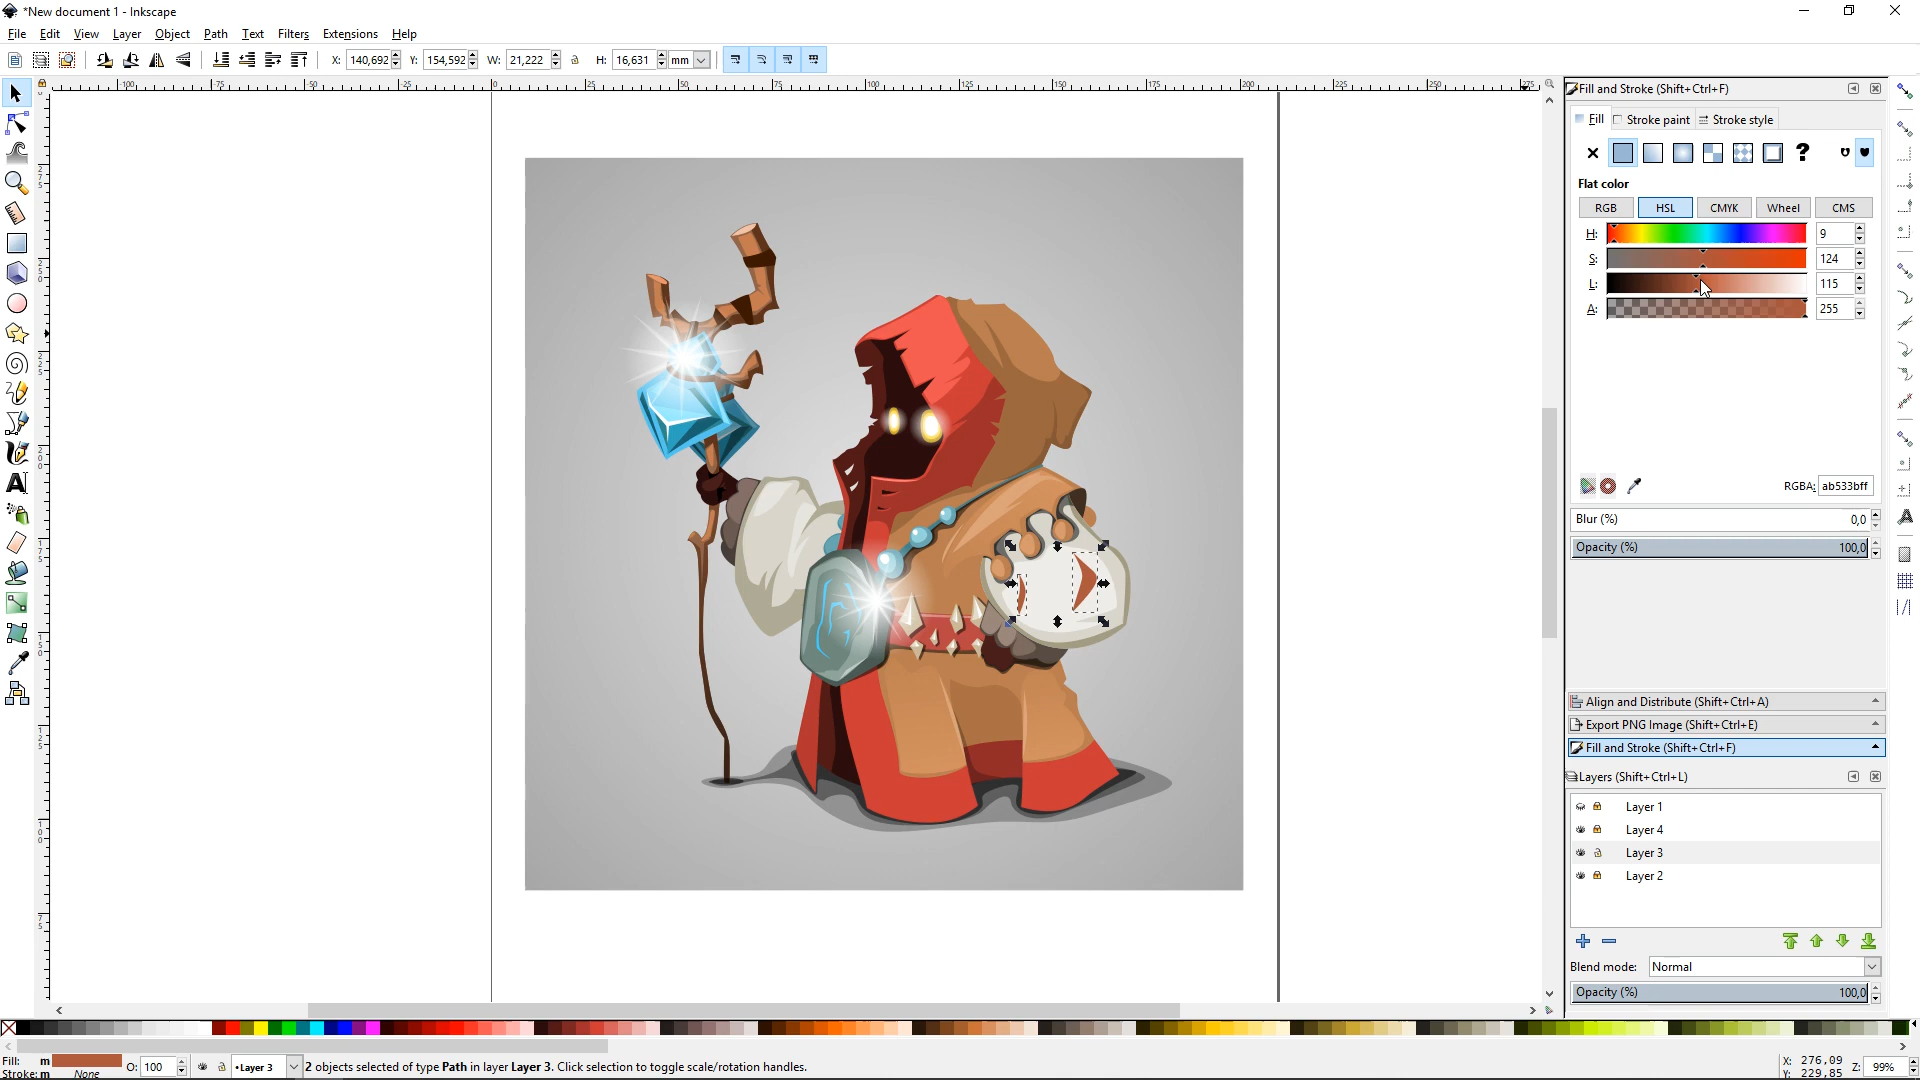 *New document 1 - Inkscape
File Edit View Layer Object Path Text Filters Extensions Help
X: 140,692 Y: 154,592 W: 21,222 H: 16,631 mm
Fill and Stroke (Shift+Ctrl+F)
Fill Stroke paint Stroke style
?
Flat color
RGB HSL CMYK Wheel CMS
H: 9
S: 124
L: 115
A: 255
RGBA: ab533bff
Blur (%) 0,0
Opacity (%) 100,0
Align and Distribute (Shift+Ctrl+A)
Export PNG Image (Shift+Ctrl+E)
Fill and Stroke (Shift+Ctrl+F)
Layers (Shift+Ctrl+L)
Layer 1
Layer 4
Layer 3
Layer 2
Blend mode: Normal
Opacity (%) 100,0
Fill: m
Stroke: m None
O: 100
•Layer 3
2 objects selected of type Path in layer Layer 3. Click selection to toggle scale/rotation handles.
X: 276,09
Y: 229,85
Z: 99%